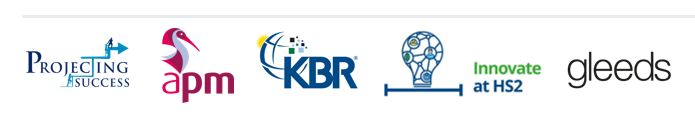 PROJECTING
SUCCESS
apm
KBR
Innovate
at HS2
gleeds